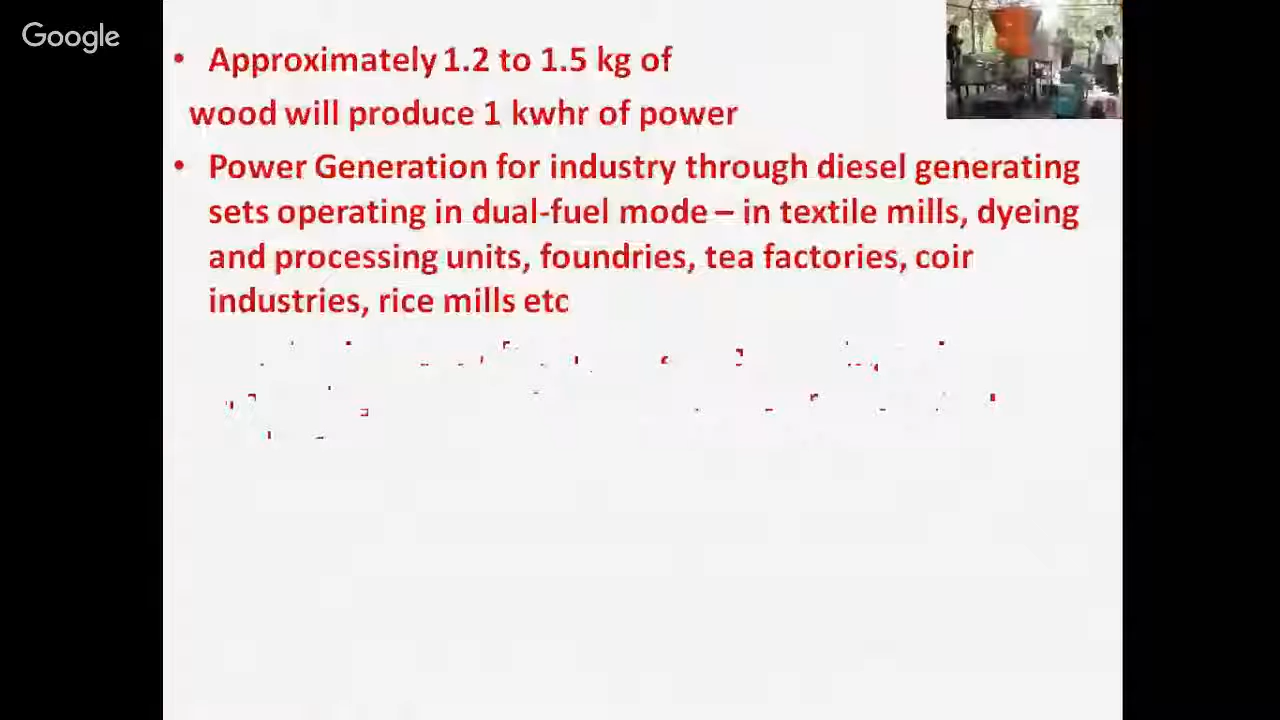 Google
• Approximately 1.2 to 1.5 kg of
wood will produce 1 kwhr of power
• Power Generation for industry through diesel generating
sets operating in dual-fuel mode – in textile mills, dyeing
and processing units, foundries, tea factories, coir
industries, rice mills etc